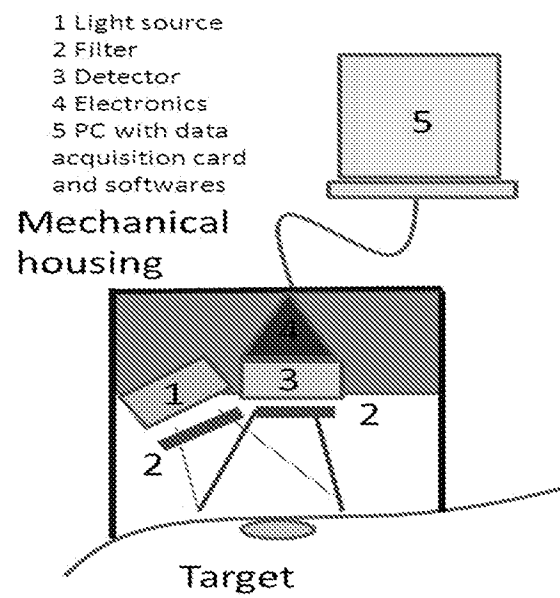 1 Light source
2 Filter
3 Detector
4 Electronics
5 PC with data
acquisition card
and softwares
5
Mechanical
housing
4
3
1
2
2
Target